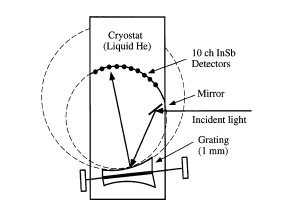 Cryostat
(Liquid He)
10 ch InSb
Detectors
Mirror
Incident light
Grating
(1 mm)